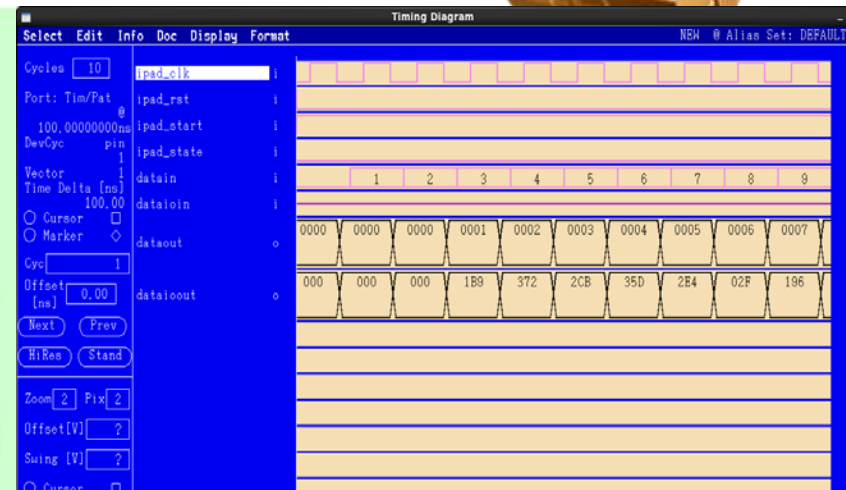 Timing Diagram
Select Edit Info Doc Display Format NEW @ Alias Set: DEFAULT
Cycles 10
ipad_clk i
Port: Tim/Pat
@
ipad_rst i
100.00000000ns
ipad_start i
DevCyc pin
1
ipad_state i
Vector 1
datain i 1 2 3 4 5 6 7 8 9
Time Delta [ns]
100.00
dataioin i
Cursor
Marker
dataout o 0000 0000 0000 0001 0002 0003 0004 0005 0006 0007
Cyc 1
Offset [ns] 0.00
dataioout o 000 000 000 1B9 372 2CB 35D 2E4 02F 196
Next Prev
HiRes Stand
Zoom 2 Pix 2
Offset[V] ?
Swing [V] ?
Cursor